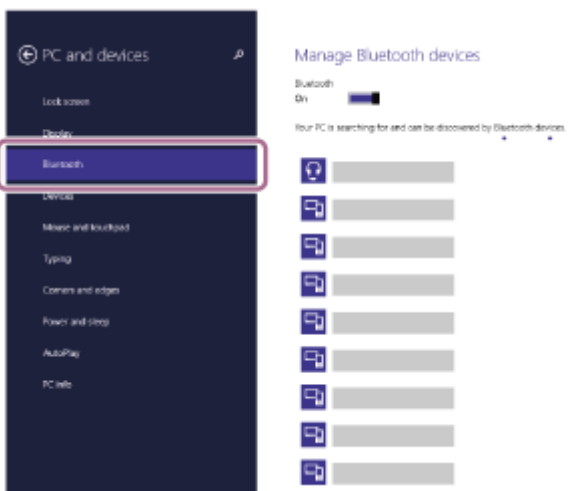 PC and devices
Lock screen
Display
Bluetooth
Devices
Mouse and touchpad
Typing
Corners and edges
Power and sleep
AutoPlay
PC info
Manage Bluetooth devices
Bluetooth
On
Your PC is searching for and can be discovered by Bluetooth devices.